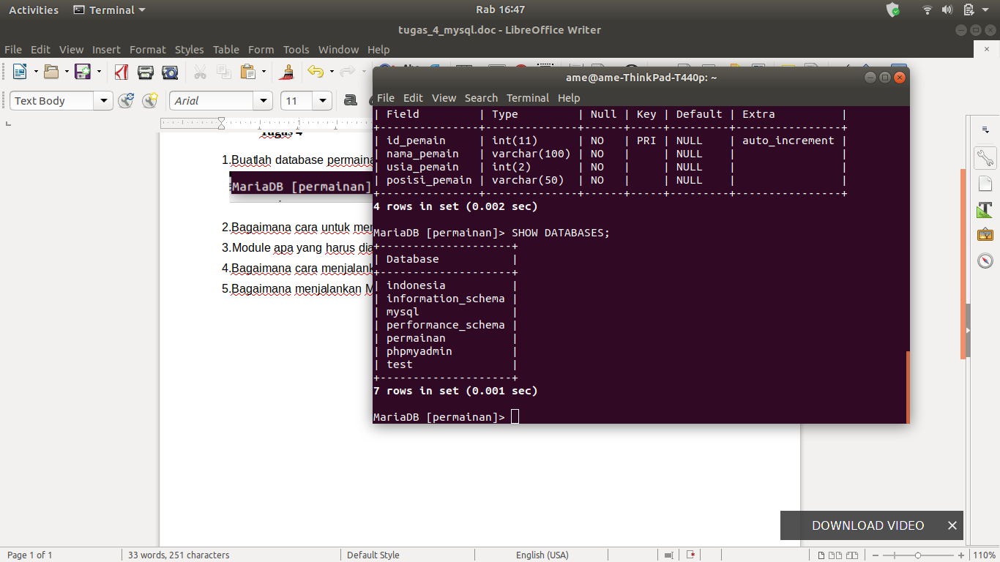 Activities Terminal Rab 16:47
tugas_4_mysql.doc - LibreOffice Writer
File Edit View Insert Format Styles Table Form Tools Window Help
Text Body Arial 11
Tugas 4
1.Buatlah database permaina
MariaDB [permainan]
2.Bagaimana cara untuk mer
3.Module apa yang harus dia
4.Bagaimana cara menjalank
5.Bagaimana menjalankan M
ame@ame-ThinkPad-T440p: ~
File Edit View Search Terminal Help
| Field | Type | Null | Key | Default | Extra |
+---------------+--------------+------+-----+---------+----------------+
| id_pemain | int(11) | NO | PRI | NULL | auto_increment |
| nama_pemain | varchar(100) | NO | | NULL | |
| usia_pemain | int(2) | NO | | NULL | |
| posisi_pemain | varchar(50) | NO | | NULL | |
+---------------+--------------+------+-----+---------+----------------+
4 rows in set (0.002 sec)
MariaDB [permainan]> SHOW DATABASES;
+--------------------+
| Database |
+--------------------+
| indonesia |
| information_schema |
| mysql |
| performance_schema |
| permainan |
| phpmyadmin |
| test |
+--------------------+
7 rows in set (0.001 sec)
MariaDB [permainan]>
DOWNLOAD VIDEO
Page 1 of 1 33 words, 251 characters Default Style English (USA) 110%